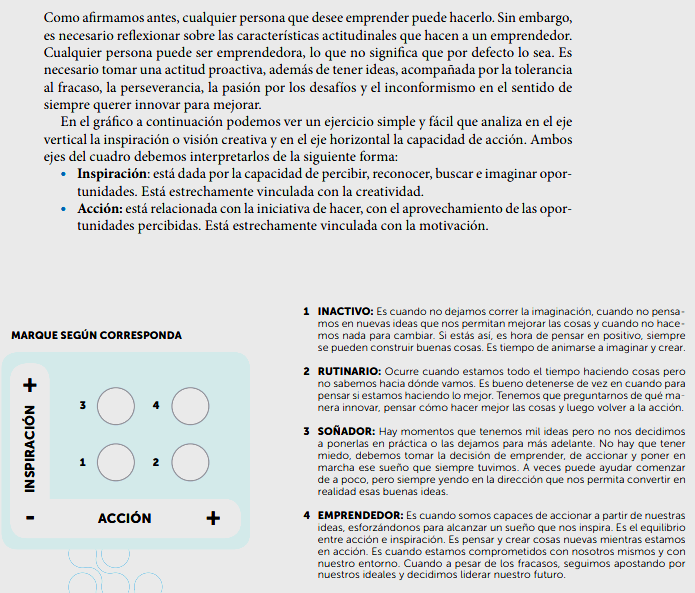 Como afirmamos antes, cualquier persona que desee emprender puede hacerlo. Sin embargo,
es necesario reflexionar sobre las características actitudinales que hacen a un emprendedor.
Cualquier persona puede ser emprendedora, lo que no significa que por defecto lo sea. Es
necesario tomar una actitud proactiva, además de tener ideas, acompañada por la tolerancia
al fracaso, la perseverancia, la pasión por los desafíos y el inconformismo en el sentido de
siempre querer innovar para mejorar.
En el gráfico a continuación podemos ver un ejercicio simple y fácil que analiza en el eje
vertical la inspiración o visión creativa y en el eje horizontal la capacidad de acción. Ambos
ejes del cuadro debemos interpretarlos de la siguiente forma:
• Inspiración: está dada por la capacidad de percibir, reconocer, buscar e imaginar opor-
tunidades. Está estrechamente vinculada con la creatividad.
• Acción: está relacionada con la iniciativa de hacer, con el aprovechamiento de las opor-
tunidades percibidas. Está estrechamente vinculada con la motivación.
MARQUE SEGÚN CORRESPONDA
+
INSPIRACIÓN
3 4
1 2
- ACCIÓN +
1 INACTIVO: Es cuando no dejamos correr la imaginación, cuando no pensa-
mos en nuevas ideas que nos permitan mejorar las cosas y cuando no hace-
mos nada para cambiar. Si estás así, es hora de pensar en positivo, siempre
se pueden construir buenas cosas. Es tiempo de animarse a imaginar y crear.
2 RUTINARIO: Ocurre cuando estamos todo el tiempo haciendo cosas pero
no sabemos hacia dónde vamos. Es bueno detenerse de vez en cuando para
pensar si estamos haciendo lo mejor. Tenemos que preguntarnos de qué ma-
nera innovar, pensar cómo hacer mejor las cosas y luego volver a la acción.
3 SOÑADOR: Hay momentos que tenemos mil ideas pero no nos decidimos
a ponerlas en práctica o las dejamos para más adelante. No hay que tener
miedo, debemos tomar la decisión de emprender, de accionar y poner en
marcha ese sueño que siempre tuvimos. A veces puede ayudar comenzar
de a poco, pero siempre yendo en la dirección que nos permita convertir en
realidad esas buenas ideas.
4 EMPRENDEDOR: Es cuando somos capaces de accionar a partir de nuestras
ideas, esforzándonos para alcanzar un sueño que nos inspira. Es el equilibrio
entre acción e inspiración. Es pensar y crear cosas nuevas mientras estamos
en acción. Es cuando estamos comprometidos con nosotros mismos y con
nuestro entorno. Cuando a pesar de los fracasos, seguimos apostando por
nuestros ideales y decidimos liderar nuestro futuro.